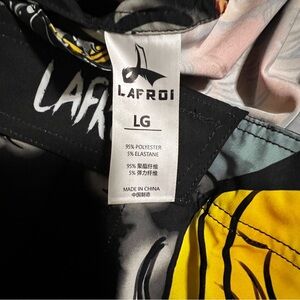 LAFROI
LG
95% POLYESTER
5% ELASTANE
95% 聚酯纤维
5% 弹力纤维
MADE IN CHINA
中国制造
LAFR